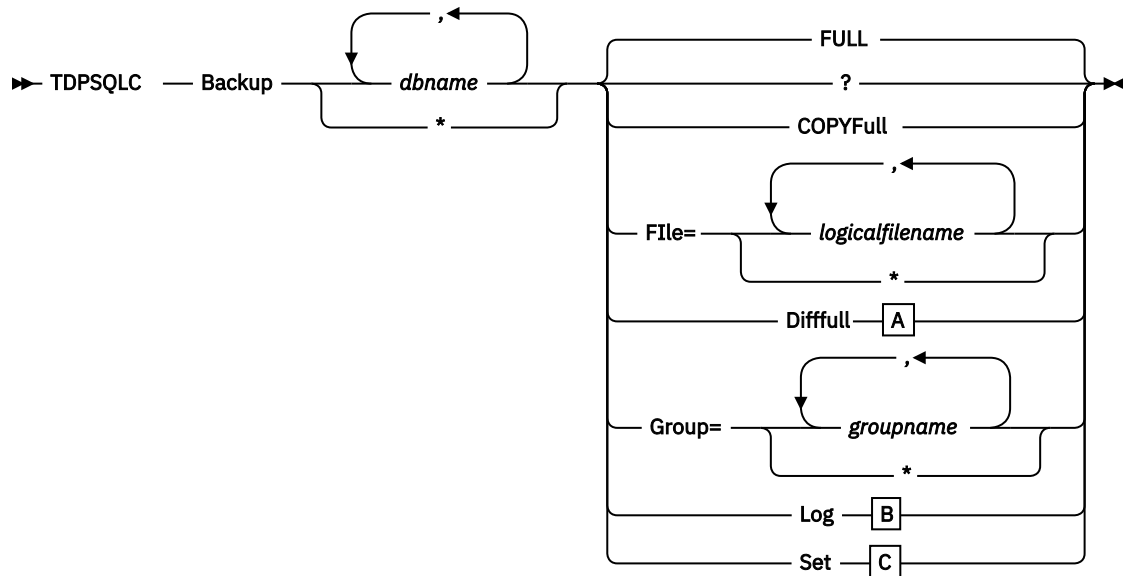 ,
FULL
TDPSQLC Backup dbname ?
*
COPYFull
,
FIle= logicalfilename
*
Difffull A
,
Group= groupname
*
Log B
Set C